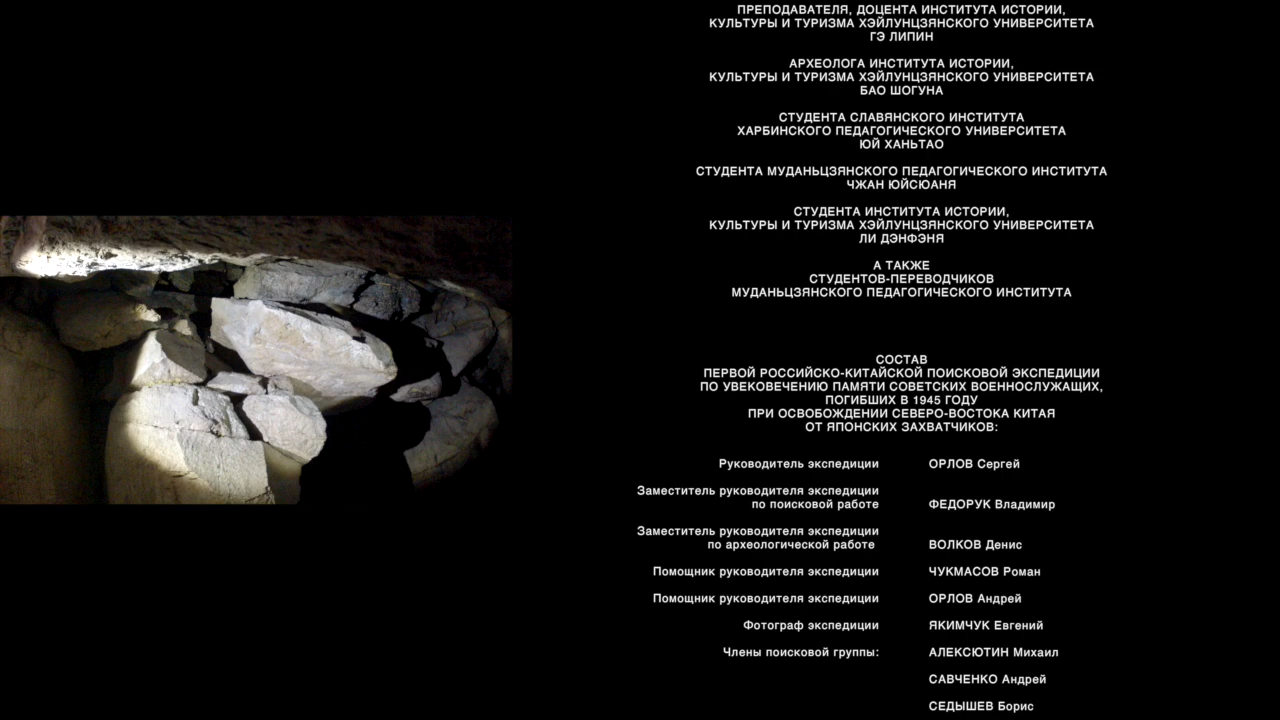 ПРЕПОДАВАТЕЛЯ, ДОЦЕНТА ИНСТИТУТА ИСТОРИИ,
КУЛЬТУРЫ И ТУРИЗМА ХЭЙЛУНЦЗЯНСКОГО УНИВЕРСИТЕТА
ГЭ ЛИПИН
АРХЕОЛОГА ИНСТИТУТА ИСТОРИИ,
КУЛЬТУРЫ И ТУРИЗМА ХЭЙЛУНЦЗЯНСКОГО УНИВЕРСИТЕТА
БАО ШОГУНА
СТУДЕНТА СЛАВЯНСКОГО ИНСТИТУТА
ХАРБИНСКОГО ПЕДАГОГИЧЕСКОГО УНИВЕРСИТЕТА
ЮЙ ХАНЬТАО
СТУДЕНТА МУДАНЬЦЗЯНСКОГО ПЕДАГОГИЧЕСКОГО ИНСТИТУТА
ЧЖАН ЮЙСЮАНЯ
СТУДЕНТА ИНСТИТУТА ИСТОРИИ,
КУЛЬТУРЫ И ТУРИЗМА ХЭЙЛУНЦЗЯНСКОГО УНИВЕРСИТЕТА
ЛИ ДЭНФЭНЯ
А ТАКЖЕ
СТУДЕНТОВ-ПЕРЕВОДЧИКОВ
МУДАНЬЦЗЯНСКОГО ПЕДАГОГИЧЕСКОГО ИНСТИТУТА
СОСТАВ
ПЕРВОЙ РОССИЙСКО-КИТАЙСКОЙ ПОИСКОВОЙ ЭКСПЕДИЦИИ
ПО УВЕКОВЕЧЕНИЮ ПАМЯТИ СОВЕТСКИХ ВОЕННОСЛУЖАЩИХ,
ПОГИБШИХ В 1945 ГОДУ
ПРИ ОСВОБОЖДЕНИИ СЕВЕРО-ВОСТОКА КИТАЯ
ОТ ЯПОНСКИХ ЗАХВАТЧИКОВ:
Руководитель экспедиции ОРЛОВ Сергей
Заместитель руководителя экспедиции
по поисковой работе ФЕДОРУК Владимир
Заместитель руководителя экспедиции
по археологической работе ВОЛКОВ Денис
Помощник руководителя экспедиции ЧУКМАСОВ Роман
Помощник руководителя экспедиции ОРЛОВ Андрей
Фотограф экспедиции ЯКИМЧУК Евгений
Члены поисковой группы: АЛЕКСЮТИН Михаил
САВЧЕНКО Андрей
СЕДЫШЕВ Борис